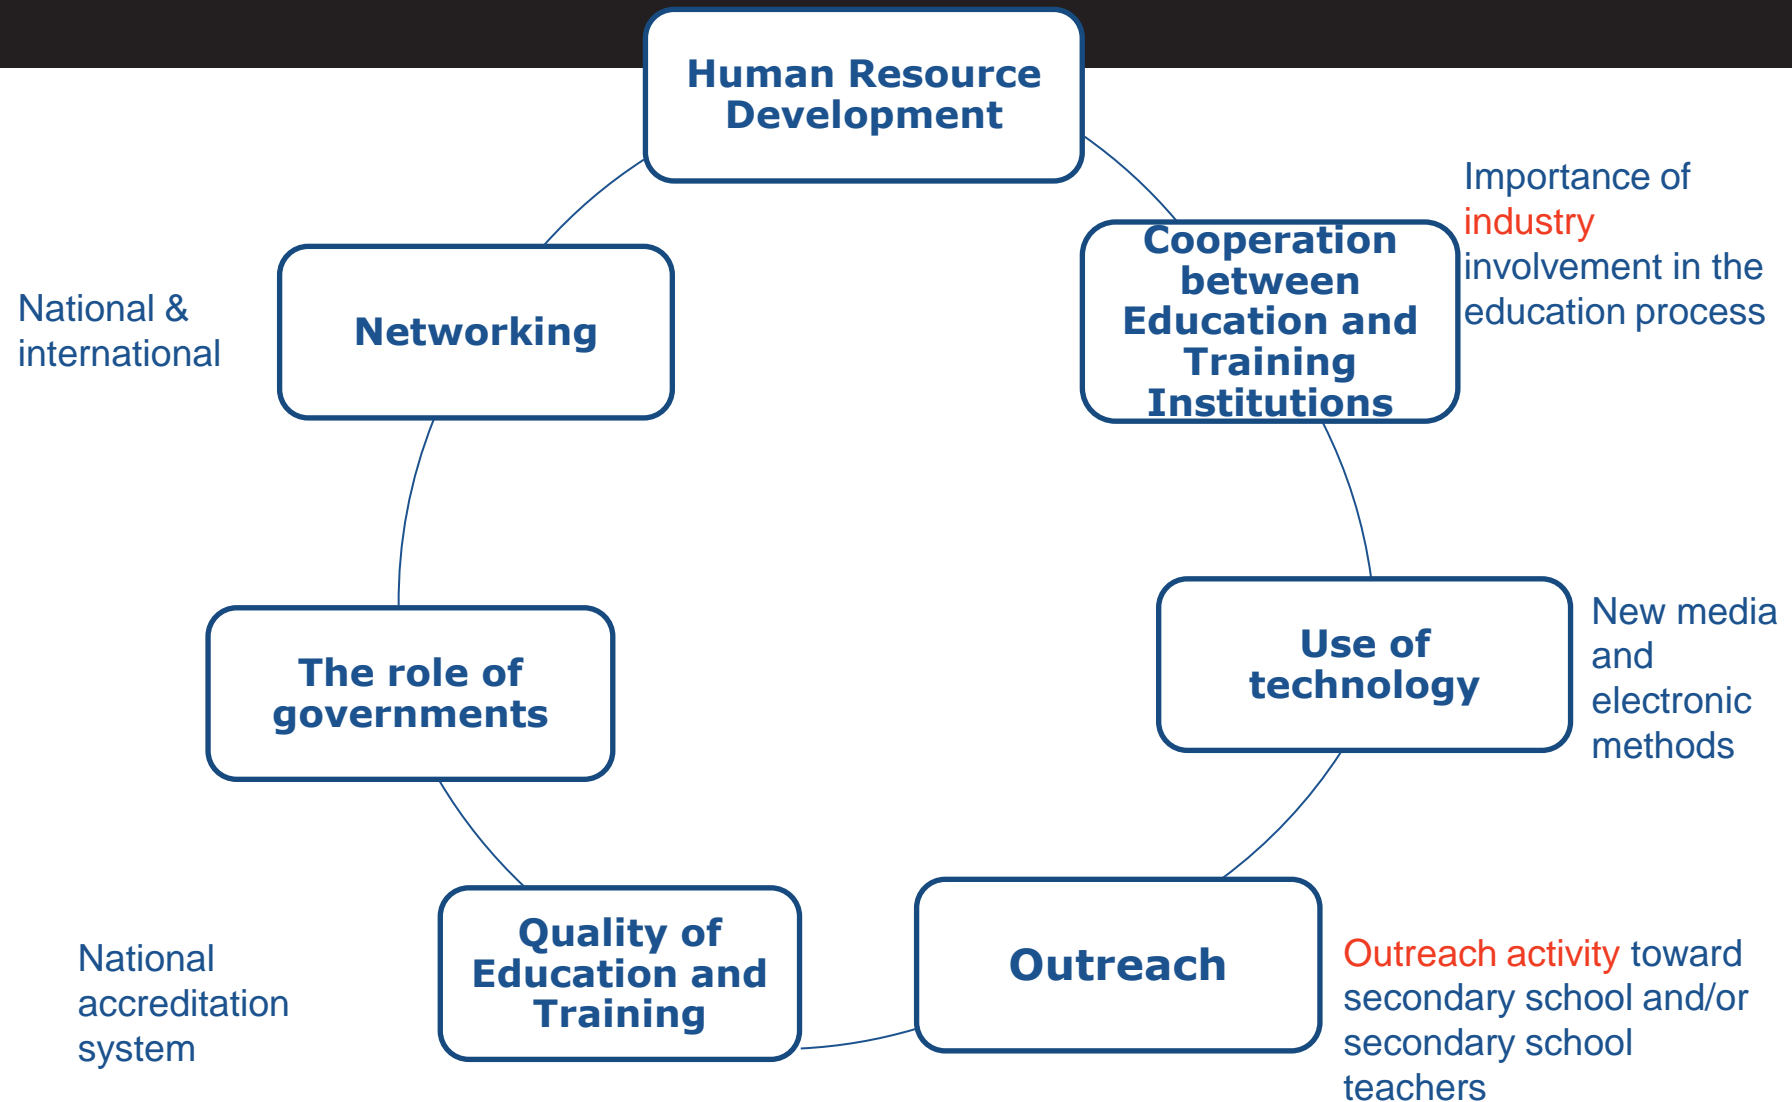 Human Resource
Development
Importance of
industry
involvement in the
education process
Cooperation
between
Education and
Training
Institutions
National &
international
Networking
New media
and
electronic
methods
Use of
technology
The role of
governments
National
accreditation
system
Quality of
Education and
Training
Outreach
Outreach activity toward
secondary school and/or
secondary school
teachers